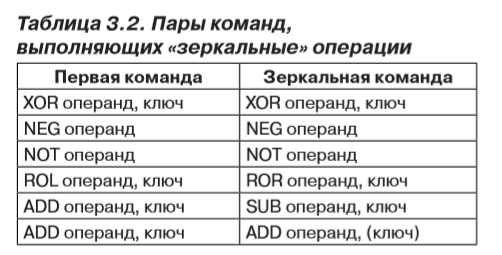 Таблица 3.2. Пары команд,
выполняющих «зеркальные» операции
Первая команда Зеркальная команда
XOR операнд, ключ XOR операнд, ключ
NEG операнд NEG операнд
NOT операнд NOT операнд
ROL операнд, ключ ROR операнд, ключ
ADD операнд, ключ SUB операнд, ключ
ADD операнд, ключ ADD операнд, (ключ)